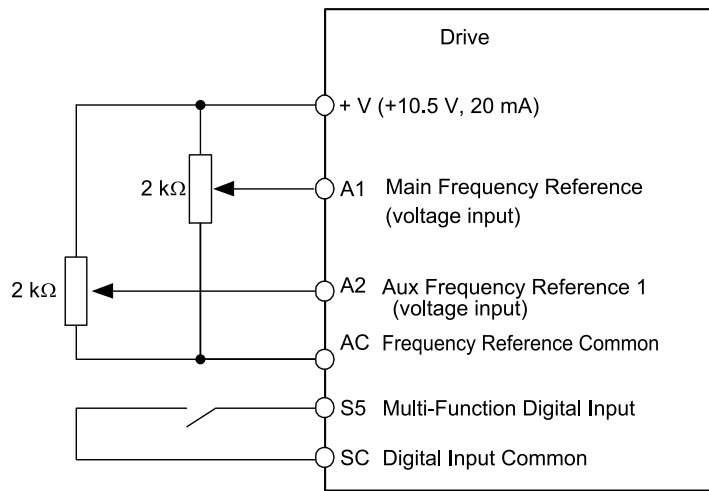 Drive
+ V (+10.5 V, 20 mA)
2 kΩ
A1 Main Frequency Reference
(voltage input)
2 kΩ
A2 Aux Frequency Reference 1
(voltage input)
AC Frequency Reference Common
S5 Multi-Function Digital Input
SC Digital Input Common